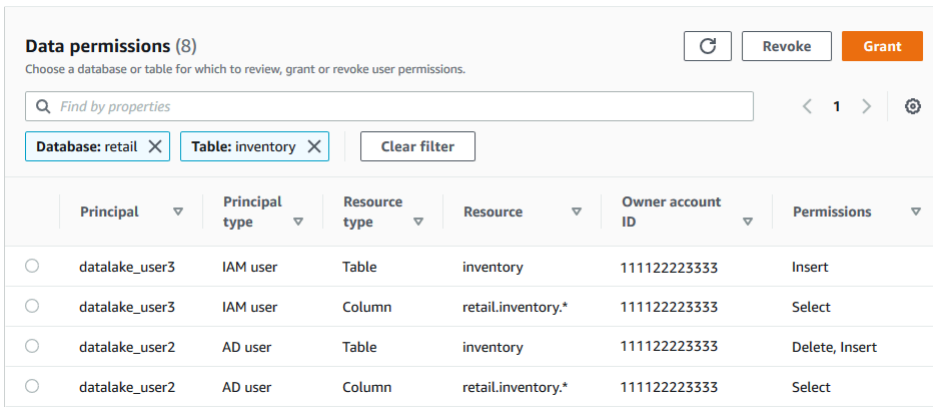 Data permissions (8)
Revoke
Grant
Choose a database or table for which to review, grant or revoke user permissions.
Find by properties
1
Database: retail
Table: inventory
Clear filter
Principal Principal type Resource type Resource Owner account ID Permissions
datalake_user3 IAM user Table inventory 111122223333 Insert
datalake_user3 IAM user Column retail.inventory.* 111122223333 Select
datalake_user2 AD user Table inventory 111122223333 Delete, Insert
datalake_user2 AD user Column retail.inventory.* 111122223333 Select